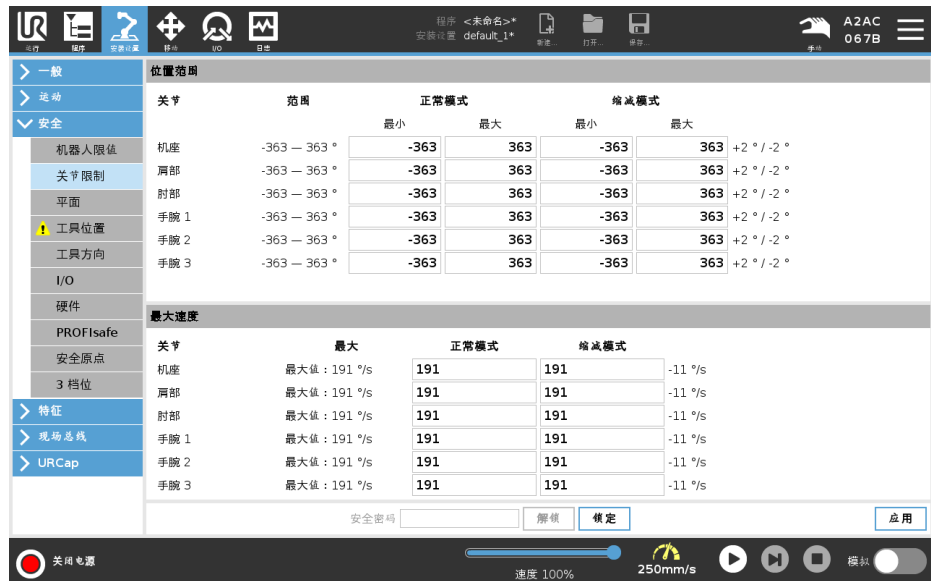 程序 <未命名>*
安装设置 default_1*
运行 程序 安装设置 移动 I/O 日志 新建... 打开... 保存... 手动
A2AC
067B
一般
运动
安全
机器人限值
关节限制
平面
工具位置
工具方向
I/O
硬件
PROFIsafe
安全原点
3 档位
特征
现场总线
URCap
位置范围
关节 范围 正常模式 缩减模式
最小 最大 最小 最大
机座 -363 — 363 ° -363 363 -363 363 +2 ° / -2 °
肩部 -363 — 363 ° -363 363 -363 363 +2 ° / -2 °
肘部 -363 — 363 ° -363 363 -363 363 +2 ° / -2 °
手腕 1 -363 — 363 ° -363 363 -363 363 +2 ° / -2 °
手腕 2 -363 — 363 ° -363 363 -363 363 +2 ° / -2 °
手腕 3 -363 — 363 ° -363 363 -363 363 +2 ° / -2 °
最大速度
关节 最大 正常模式 缩减模式
机座 最大值：191 °/s 191 191 -11 °/s
肩部 最大值：191 °/s 191 191 -11 °/s
肘部 最大值：191 °/s 191 191 -11 °/s
手腕 1 最大值：191 °/s 191 191 -11 °/s
手腕 2 最大值：191 °/s 191 191 -11 °/s
手腕 3 最大值：191 °/s 191 191 -11 °/s
安全密码 解锁 锁定 应用
关闭电源
速度 100%
250mm/s
模拟